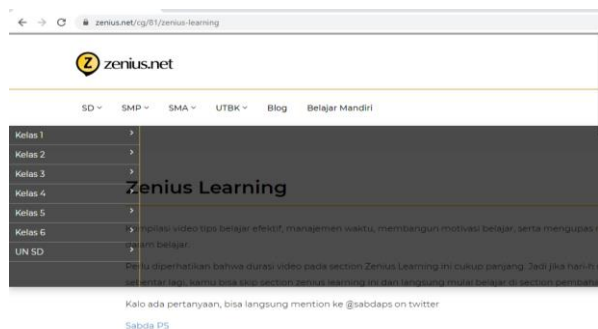 zenius.net/cg/81/zenius-learning
Z zenius.net
SD SMP SMA UTBK Blog Belajar Mandiri
Kelas 1
Kelas 2
Kelas 3
Kelas 4
Kelas 5
Kelas 6
UN SD
Zenius Learning
Kompilasi video tips belajar efektif, manajemen waktu, membangun motivasi belajar, serta mengupas
dalam belajar.
Perlu diperhatikan bahwa durasi video pada section Zenius Learning ini cukup panjang. Jadi jika
sebentar lagi, kamu bisa skip section zenius learning ini dan langsung mulai belajar di section
Kalo ada pertanyaan, bisa langsung mention ke @sabdaps on twitter
Sabda PS